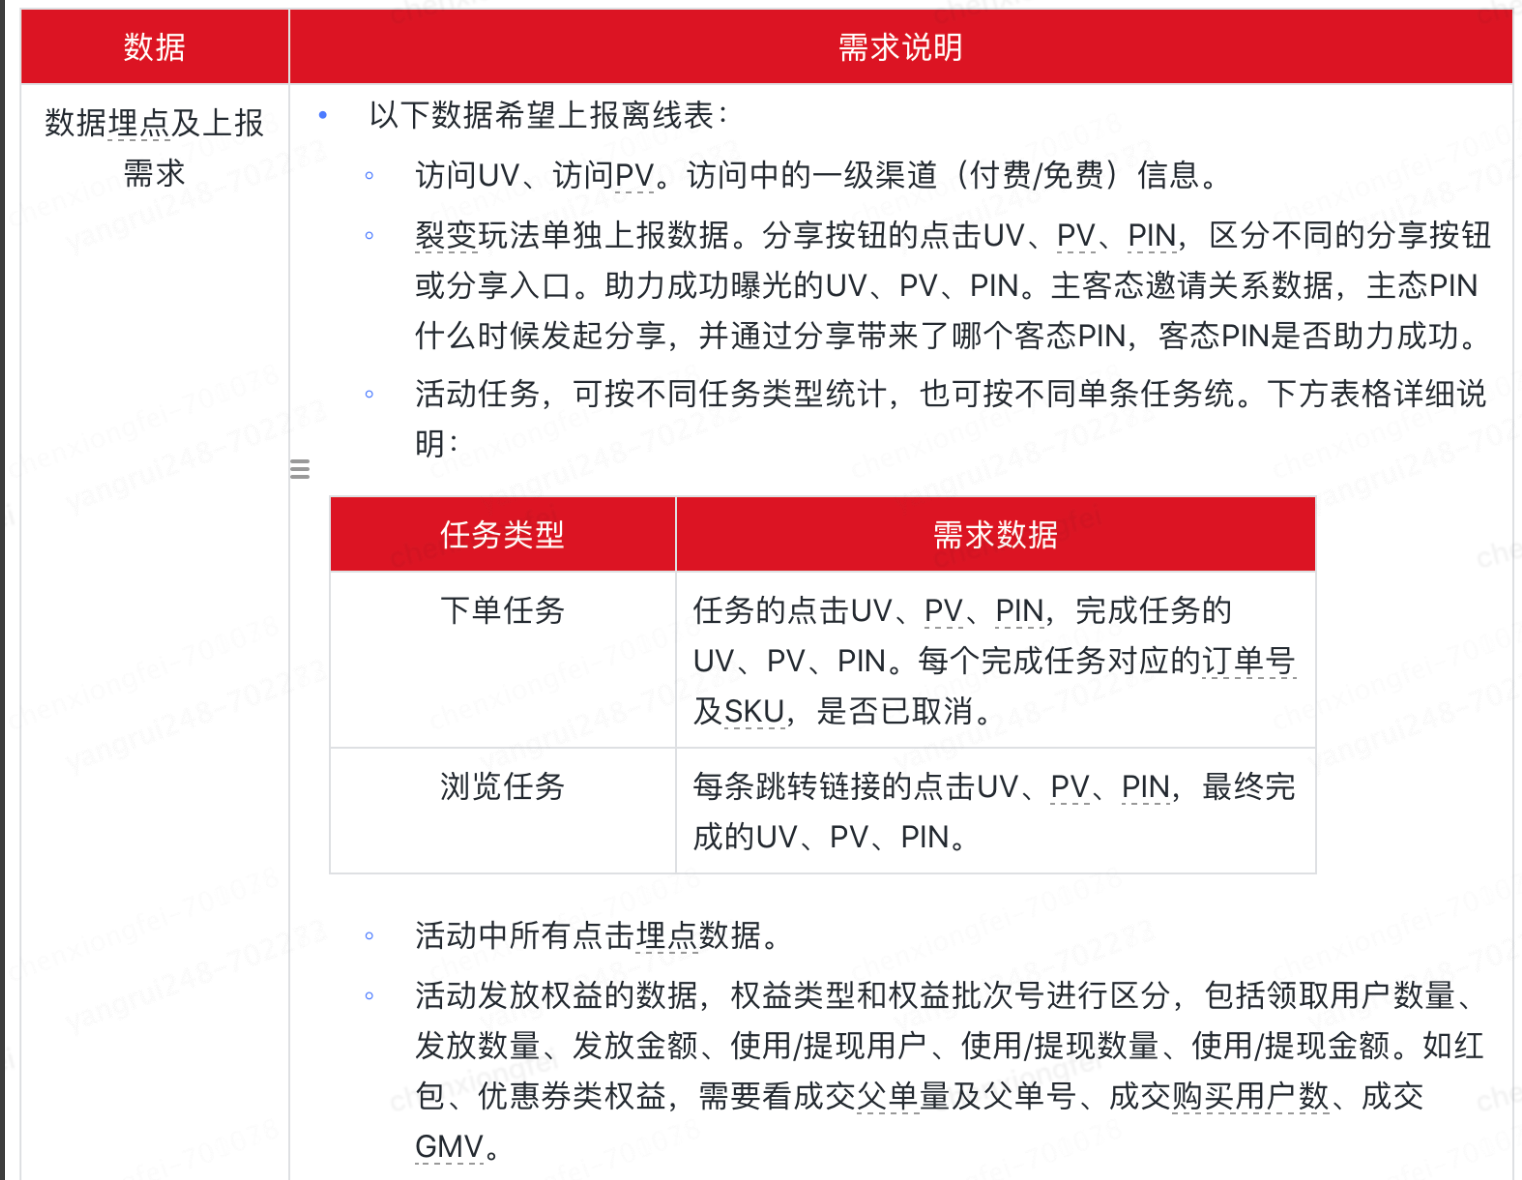 数据
需求说明
数据埋点及上报
需求
以下数据希望上报离线表：
访问UV、访问PV。访问中的一级渠道（付费/免费）信息。
裂变玩法单独上报数据。分享按钮的点击UV、PV、PIN，区分不同的分享按钮
或分享入口。助力成功曝光的UV、PV、PIN。主客态邀请关系数据，主态PIN
什么时候发起分享，并通过分享带来了哪个客态PIN，客态PIN是否助力成功。
活动任务，可按不同任务类型统计，也可按不同单条任务统。下方表格详细说
明：
任务类型
需求数据
下单任务
任务的点击UV、PV、PIN，完成任务的
UV、PV、PIN。每个完成任务对应的订单号
及SKU，是否已取消。
浏览任务
每条跳转链接的点击UV、PV、PIN，最终完
成的UV、PV、PIN。
活动中所有点击埋点数据。
活动发放权益的数据，权益类型和权益批次号进行区分，包括领取用户数量、
发放数量、发放金额、使用/提现用户、使用/提现数量、使用/提现金额。如红
包、优惠券类权益，需要看成交父单量及父单号、成交购买用户数、成交
GMV。